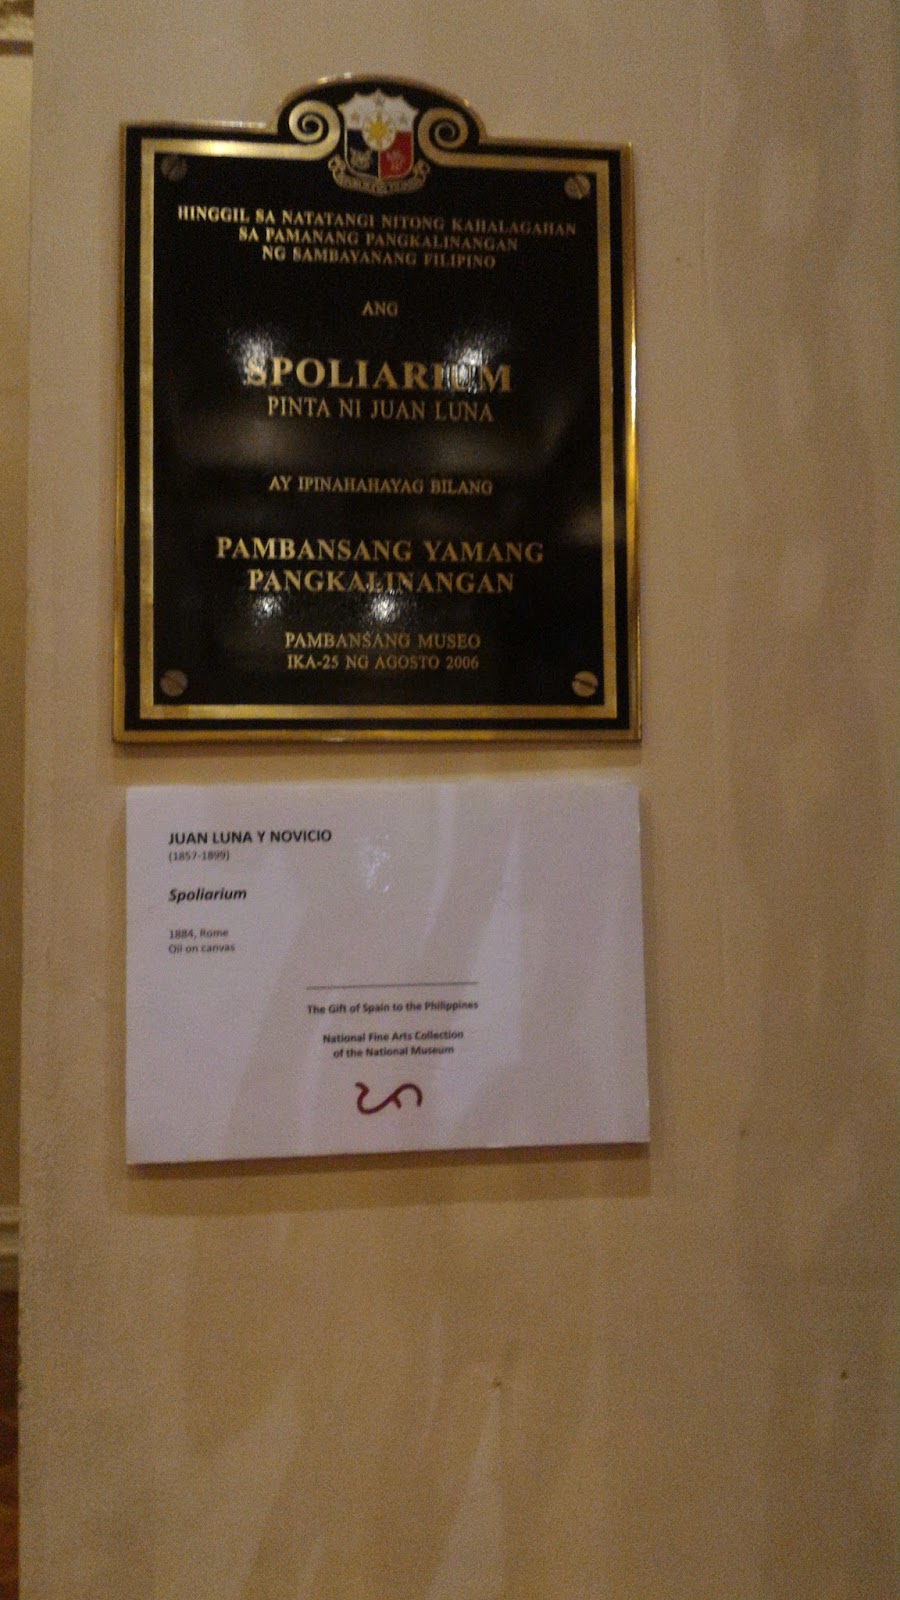 HINGGIL SA NATATANGI NITONG KAHALAGAHAN
SA PAMANANG PANGKALINANGAN
NG SAMBAYANANG FILIPINO
ANG
SPOLIARIUM
PINTA NI JUAN LUNA
AY IPINAHAHAYAG BILANG
PAMBANSANG YAMANG
PANGKALINANGAN
PAMBANSANG MUSEO
IKA-25 NG AGOSTO 2006
JUAN LUNA Y NOVICIO
(1857-1899)
Spoliarium
1884, Rome
Oil on canvas
The Gift of Spain to the Philippines
National Fine Arts Collection
of the National Museum